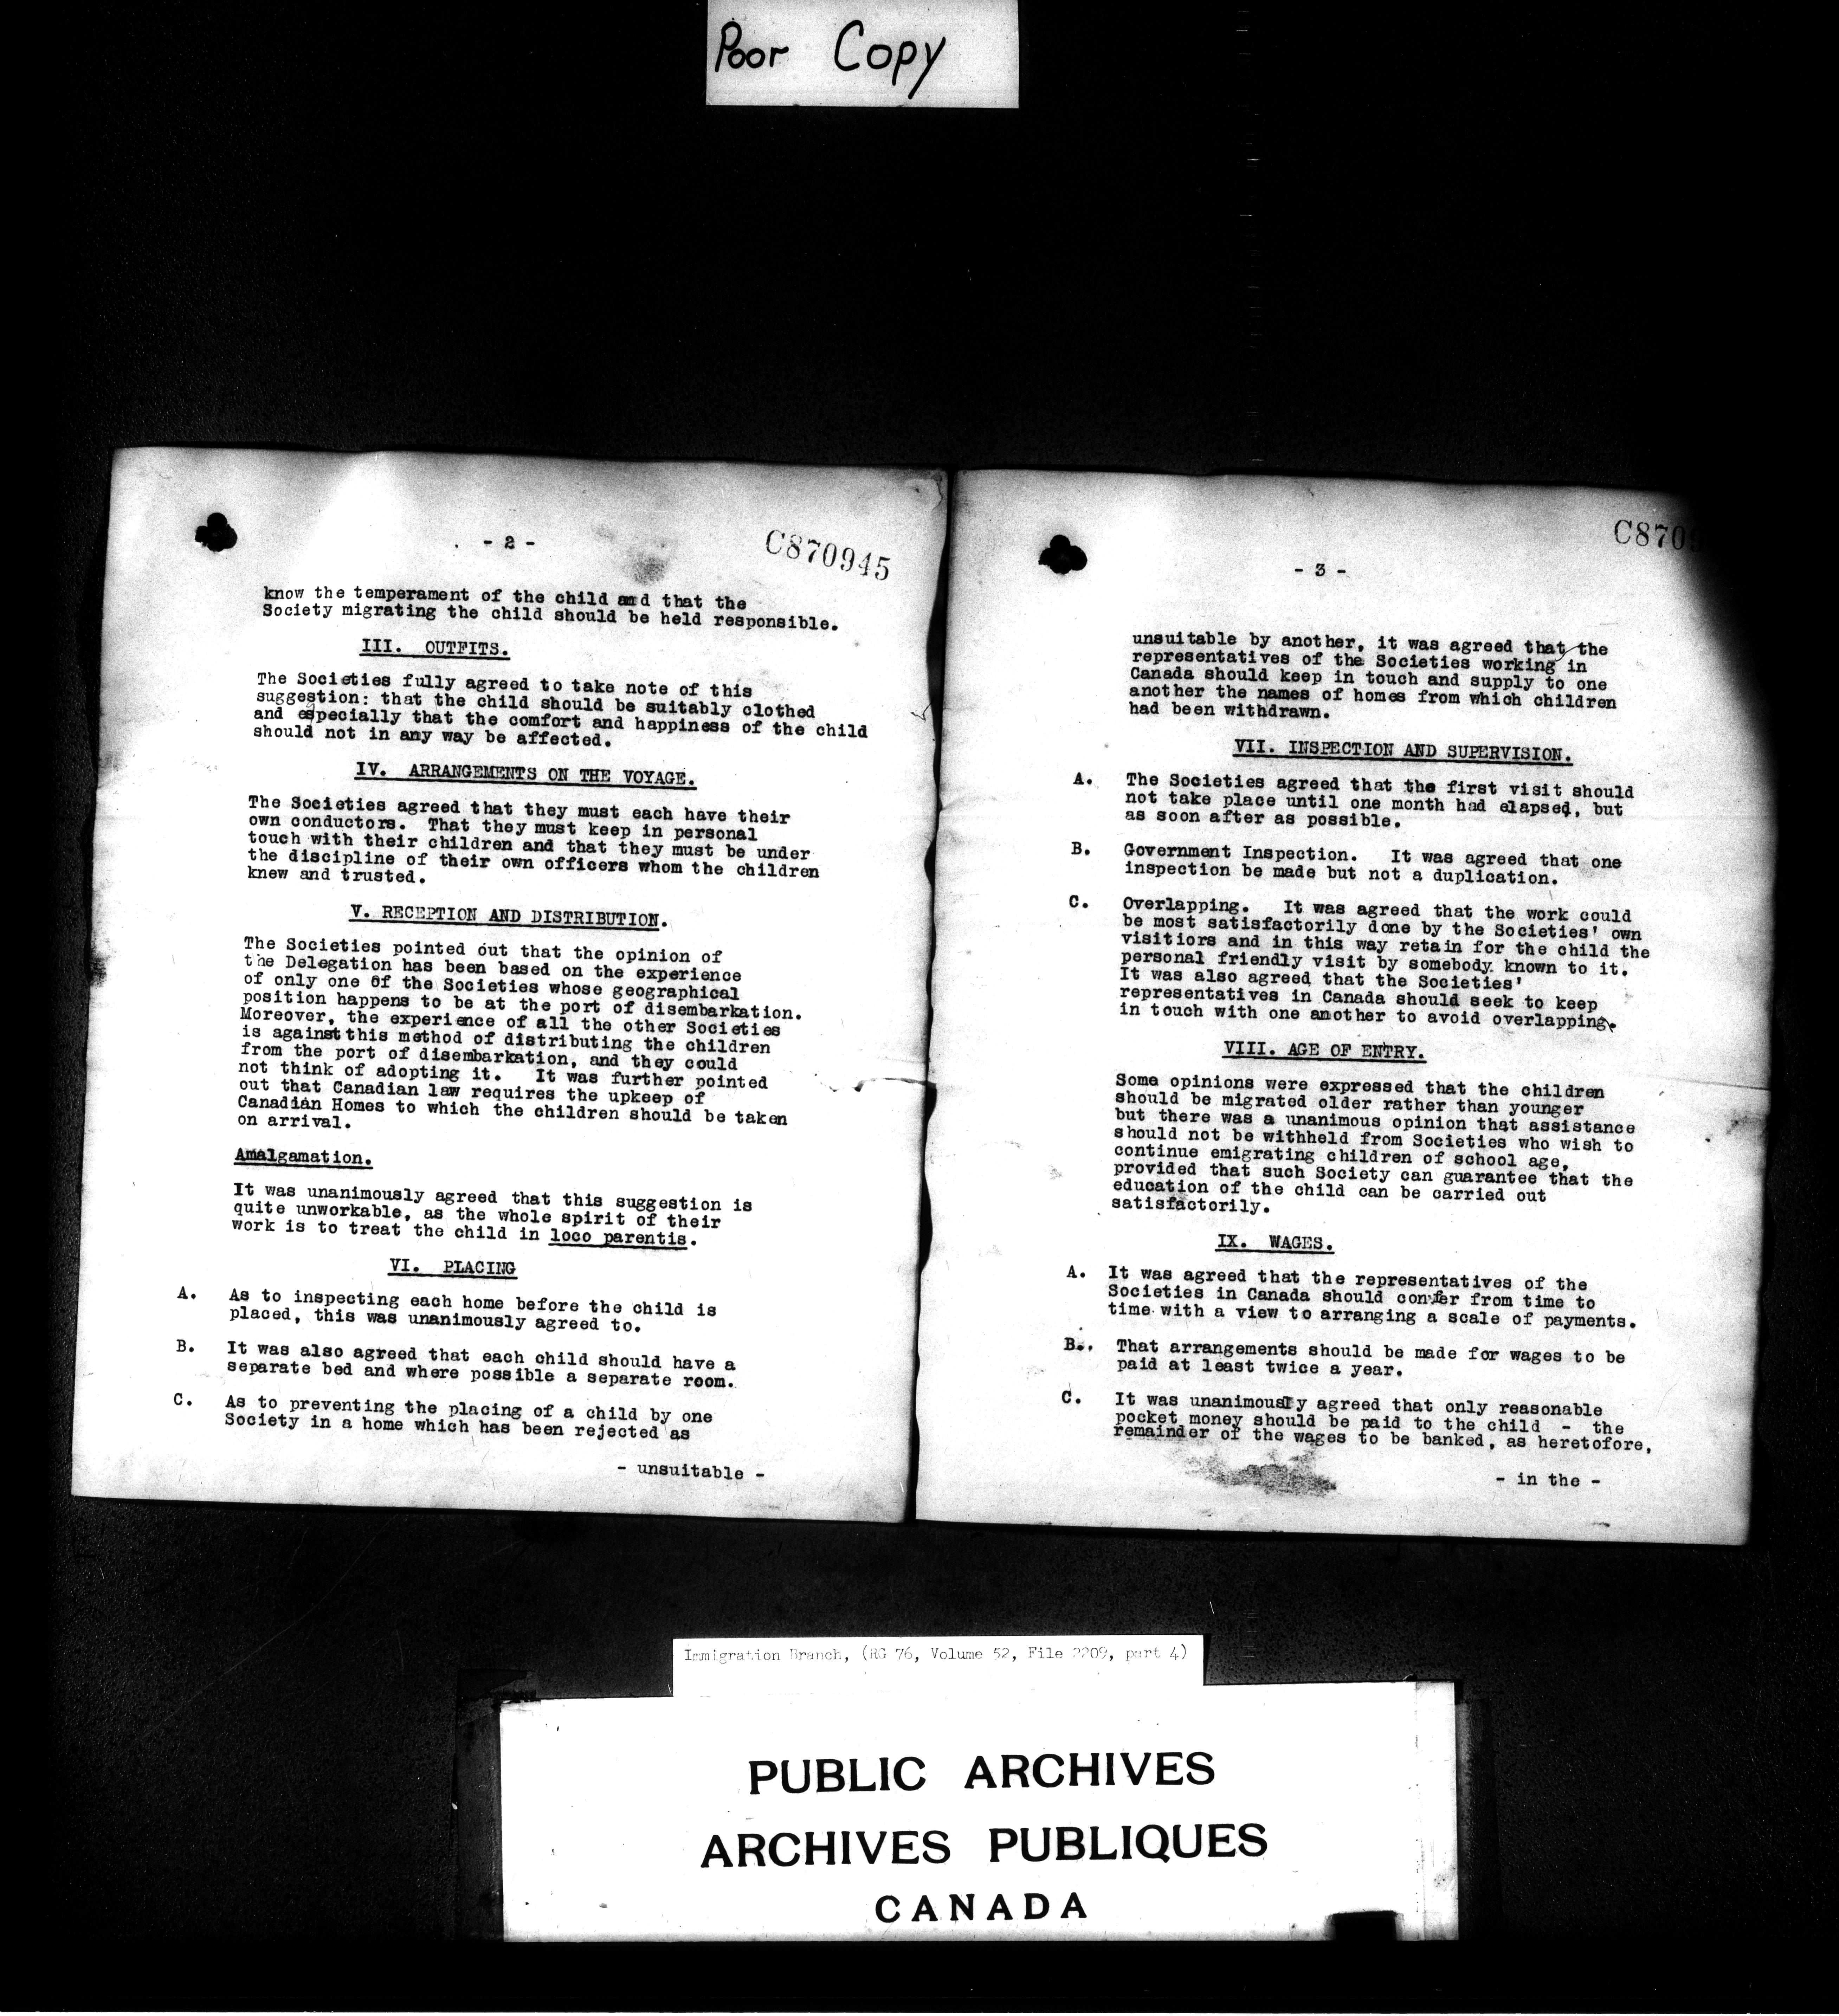 Poor Copy
- 2 -
C870945
know the temperament of the child and that the
Society migrating the child should be held responsible.
III. OUTFITS.
The Societies fully agreed to take note of this
suggestion: that the child should be suitably clothed
and especially that the comfort and happiness of the child
should not in any way be affected.
IV. ARRANGEMENTS ON THE VOYAGE.
The Societies agreed that they must each have their
own conductors. That they must keep in personal
touch with their children and that they must be under
the discipline of their own officers whom the children
knew and trusted.
V. RECEPTION AND DISTRIBUTION.
The Societies pointed out that the opinion of
the Delegation has been based on the experience
of only one of the Societies whose geographical
position happens to be at the port of disembarkation.
Moreover, the experience of all the other Societies
is against this method of distributing the children
from the port of disembarkation, and they could
not think of adopting it. It was further pointed
out that Canadian law requires the upkeep of
Canadian Homes to which the children should be taken
on arrival.
Amalgamation.
It was unanimously agreed that this suggestion is
quite unworkable, as the whole spirit of their
work is to treat the child in loco parentis.
VI. PLACING
A. As to inspecting each home before the child is
placed, this was unanimously agreed to.
B. It was also agreed that each child should have a
separate bed and where possible a separate room.
C. As to preventing the placing of a child by one
Society in a home which has been rejected as
- unsuitable -
C870
- 3 -
unsuitable by another, it was agreed that the
representatives of the Societies working in
Canada should keep in touch and supply to one
another the names of homes from which children
had been withdrawn.
VII. INSPECTION AND SUPERVISION.
A. The Societies agreed that the first visit should
not take place until one month had elapsed, but
as soon after as possible.
B. Government Inspection. It was agreed that one
inspection be made but not a duplication.
C. Overlapping. It was agreed that the work could
be most satisfactorily done by the Societies' own
visitiors and in this way retain for the child the
personal friendly visit by somebody known to it.
It was also agreed that the Societies'
representatives in Canada should seek to keep
in touch with one another to avoid overlapping.
VIII. AGE OF ENTRY.
Some opinions were expressed that the children
should be migrated older rather than younger
but there was a unanimous opinion that assistance
should not be withheld from Societies who wish to
continue emigrating children of school age,
provided that such Society can guarantee that the
education of the child can be carried out
satisfactorily.
IX. WAGES.
A. It was agreed that the representatives of the
Societies in Canada should confer from time to
time with a view to arranging a scale of payments.
B. That arrangements should be made for wages to be
paid at least twice a year.
C. It was unanimously agreed that only reasonable
pocket money should be paid to the child - the
remainder of the wages to be banked, as heretofore,
- in the -
Immigration Branch, (RG 76, Volume 52, File 2209, part 4)
PUBLIC ARCHIVES
ARCHIVES PUBLIQUES
CANADA